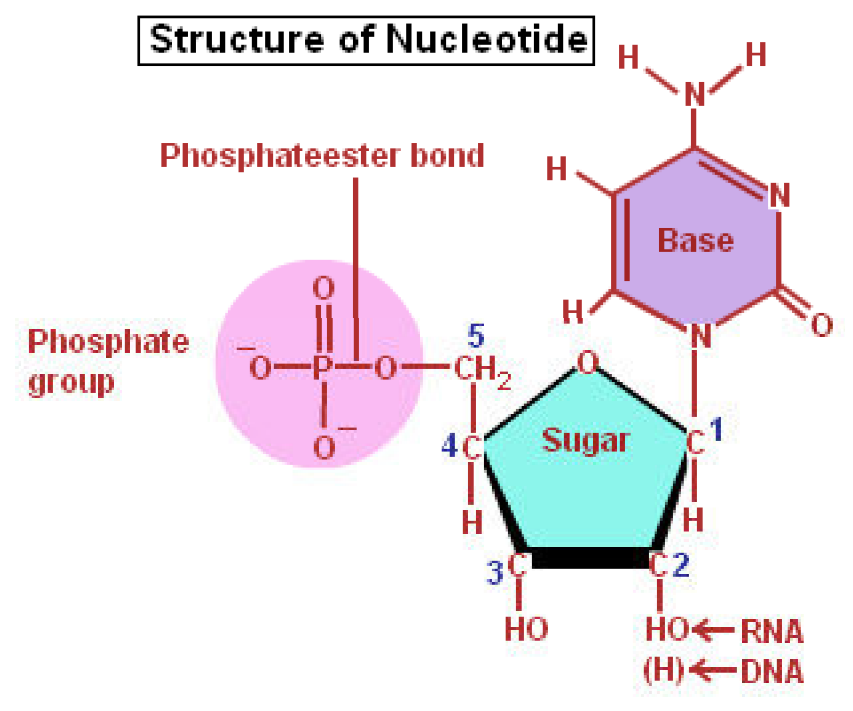 Structure of Nucleotide
H H
N
Phosphateester bond
H
N
Base
O
H
N
O
Phosphate
group
⁻O P O
O⁻
5
CH₂
O
4 C
Sugar
C 1
H
H
3 C
C 2
HO
HO RNA
(H) DNA